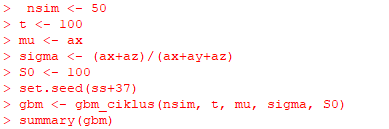 >  nsim <- 50
> t <- 100
> mu <- ax
> sigma <- (ax+az)/(ax+ay+az)
> S0 <- 100
> set.seed(ss+37)
> gbm <- gbm_ciklus(nsim, t, mu, sigma, S0)
> summary(gbm)